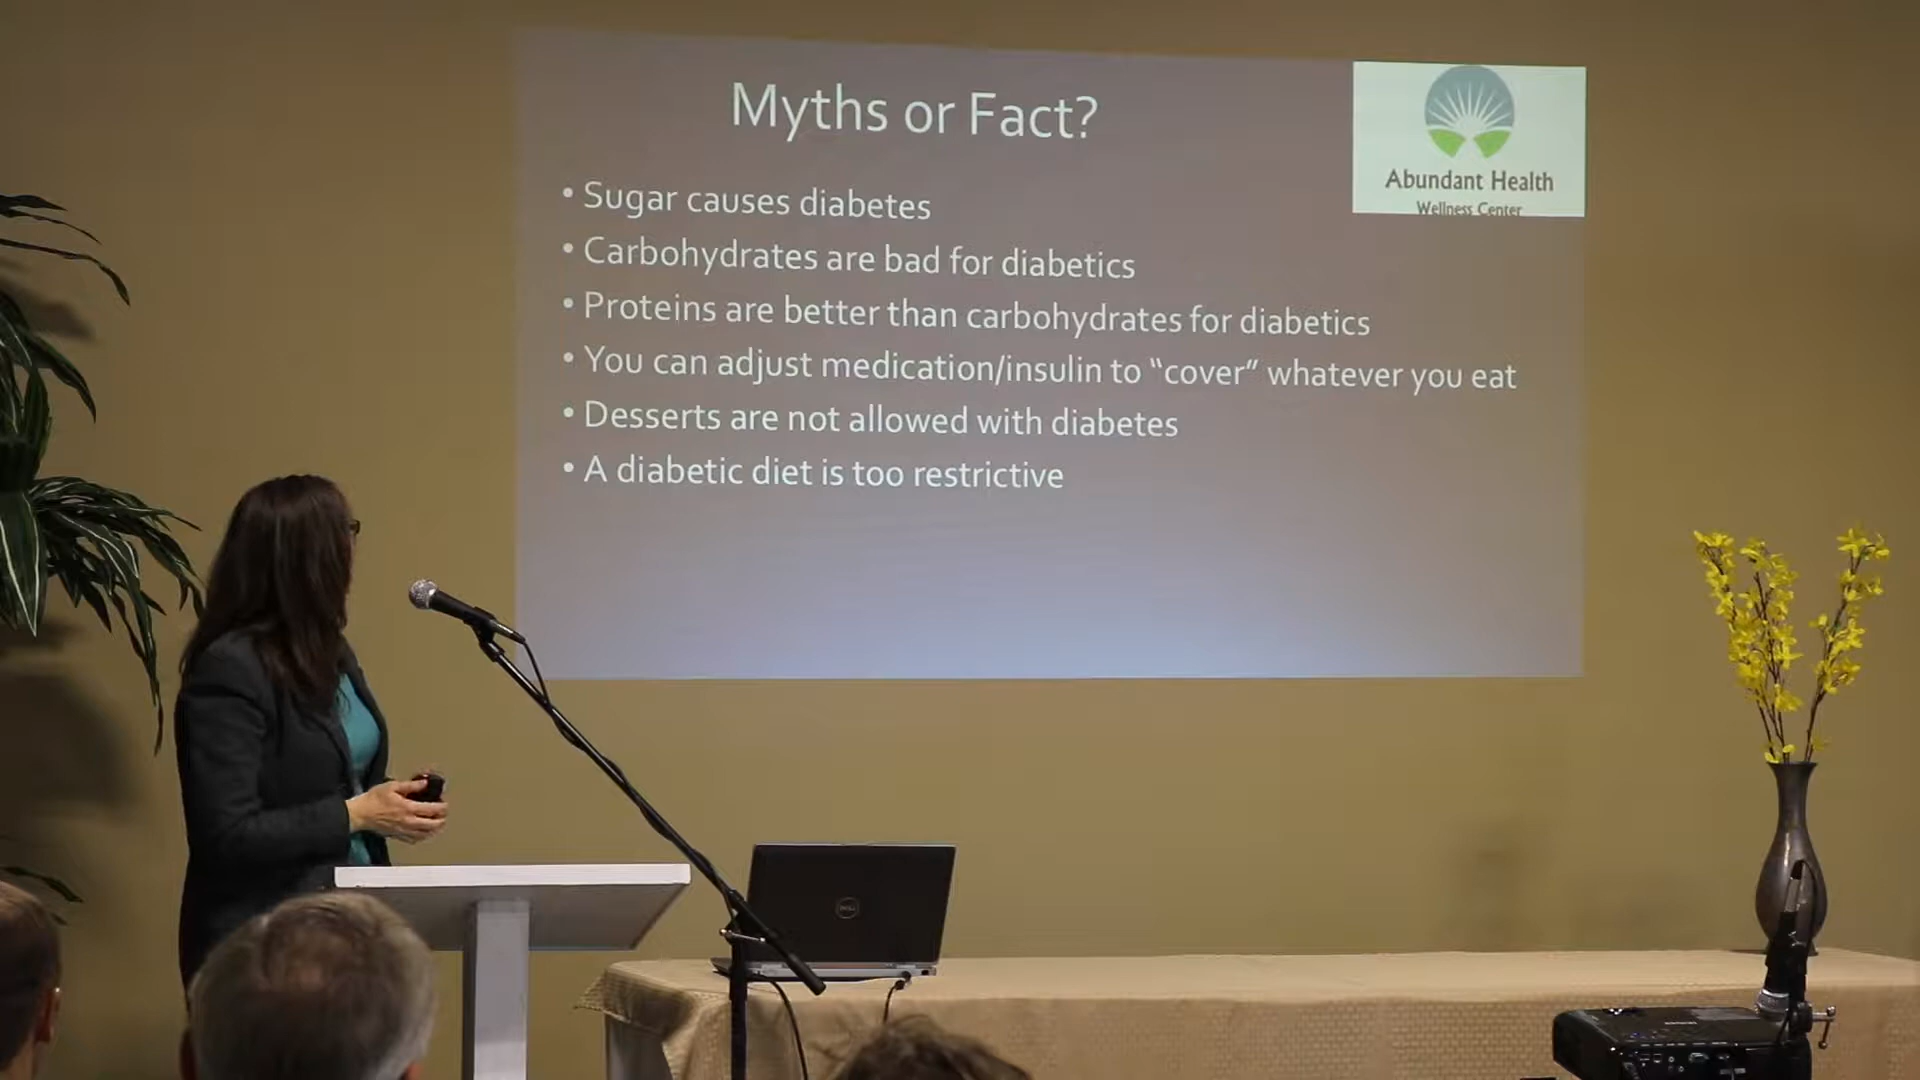 Myths or Fact?
• Sugar causes diabetes
• Carbohydrates are bad for diabetics
• Proteins are better than carbohydrates for diabetics
• You can adjust medication/insulin to “cover” whatever you eat
• Desserts are not allowed with diabetes
• A diabetic diet is too restrictive
Abundant Health
Wellness Center
DELL